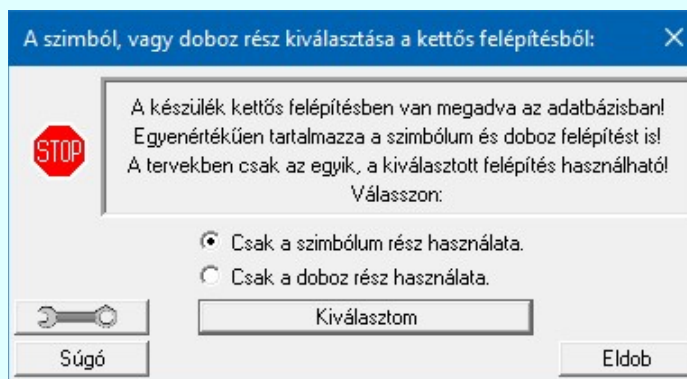 A szimból, vagy doboz rész kiválasztása a kettős felépítésből:
A készülék kettős felépítésben van megadva az adatbázisban!
STOP
Egyenértékűen tartalmazza a szimbólum és doboz felépítést is!
A tervekben csak az egyik, a kiválasztott felépítés használható!
Válasszon:
Csak a szimbólum rész használata.
Csak a doboz rész használata.
Kiválasztom
Súgó
Eldob